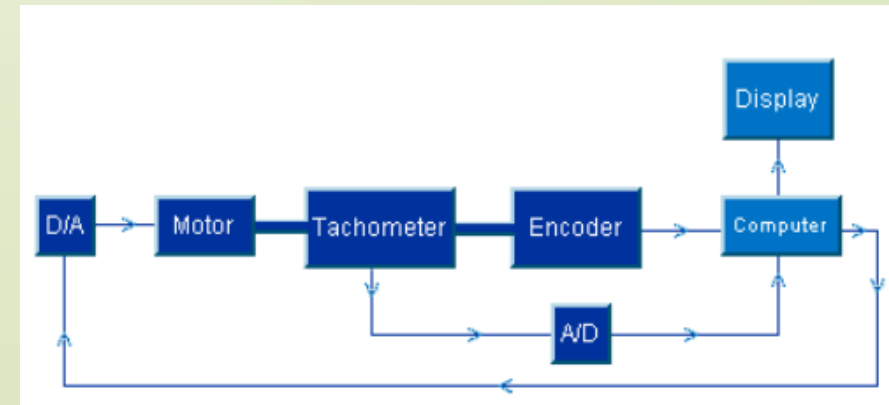 Display
D/A
Motor
Tachometer
Encoder
Computer
A/D